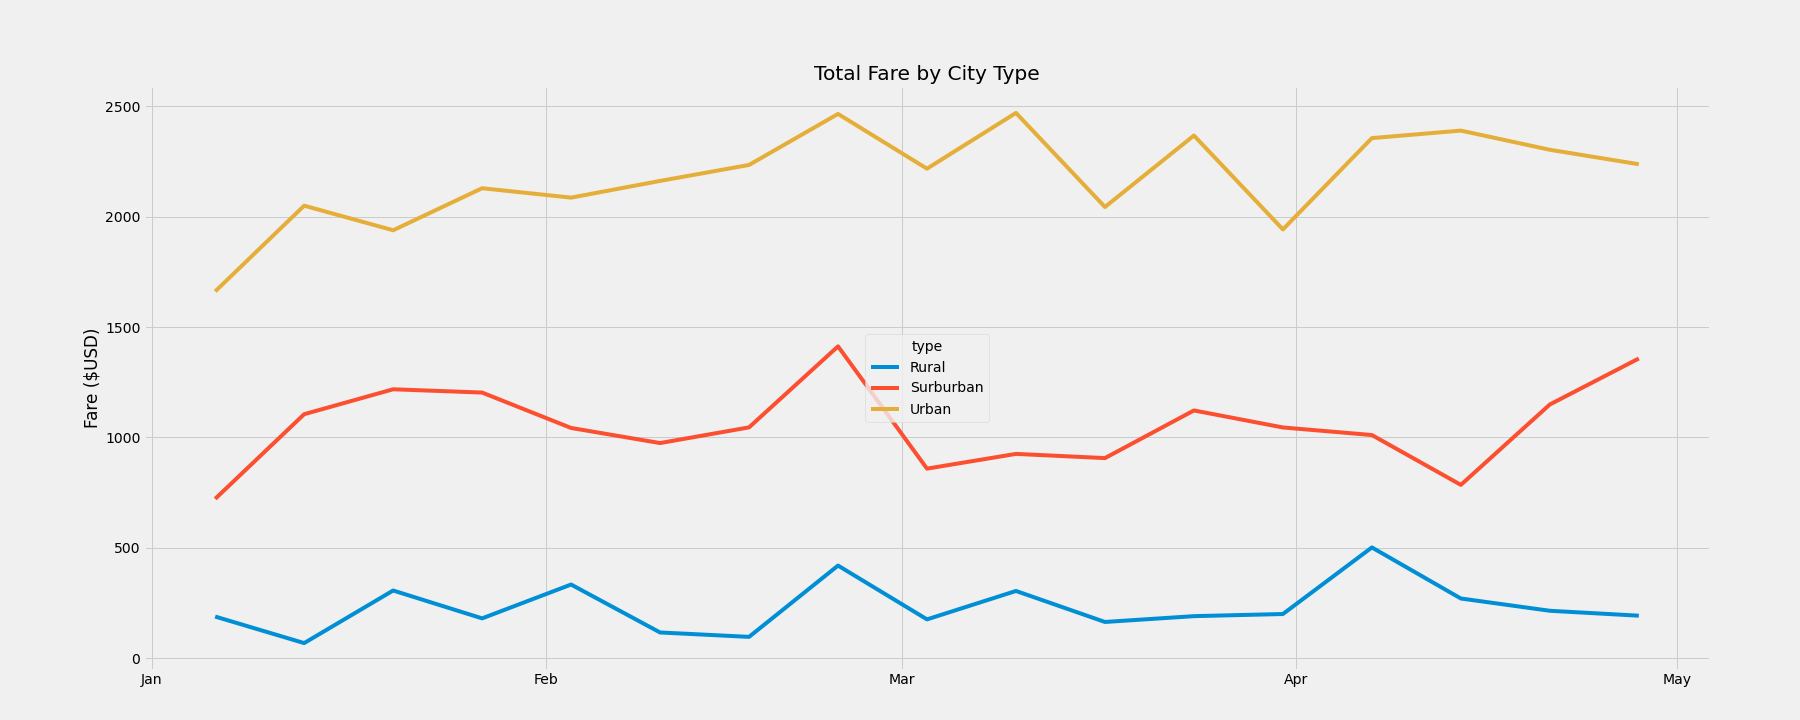 Total Fare by City Type
Fare ($USD)
2500
2000
1500
1000
500
0
type
Rural
Surburban
Urban
Jan Feb Mar Apr May